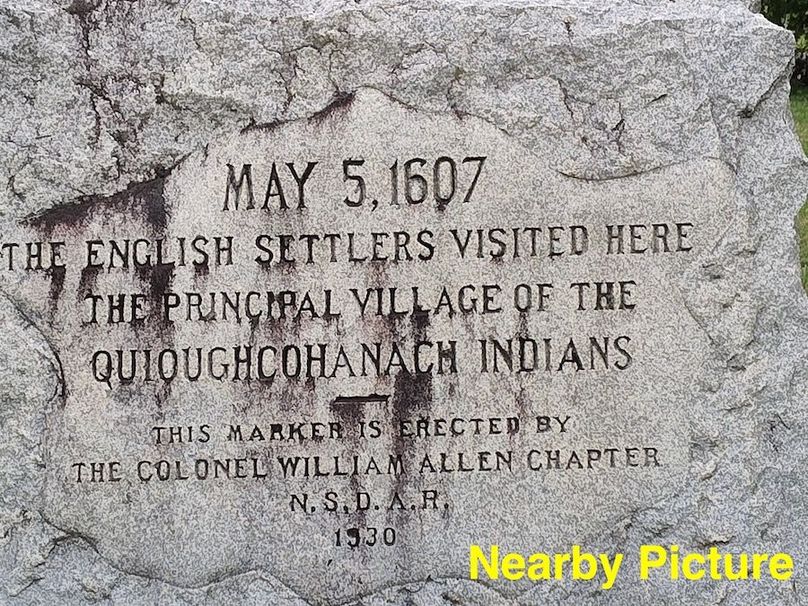 MAY 5, 1607
THE ENGLISH SETTLERS VISITED HERE
THE PRINCIPAL VILLAGE OF THE
QUIOUGHCOHANACH INDIANS
THIS MARKER IS ERECTED BY
THE COLONEL WILLIAM ALLEN CHAPTER
N.S.D.A.R.
1930
Nearby Picture